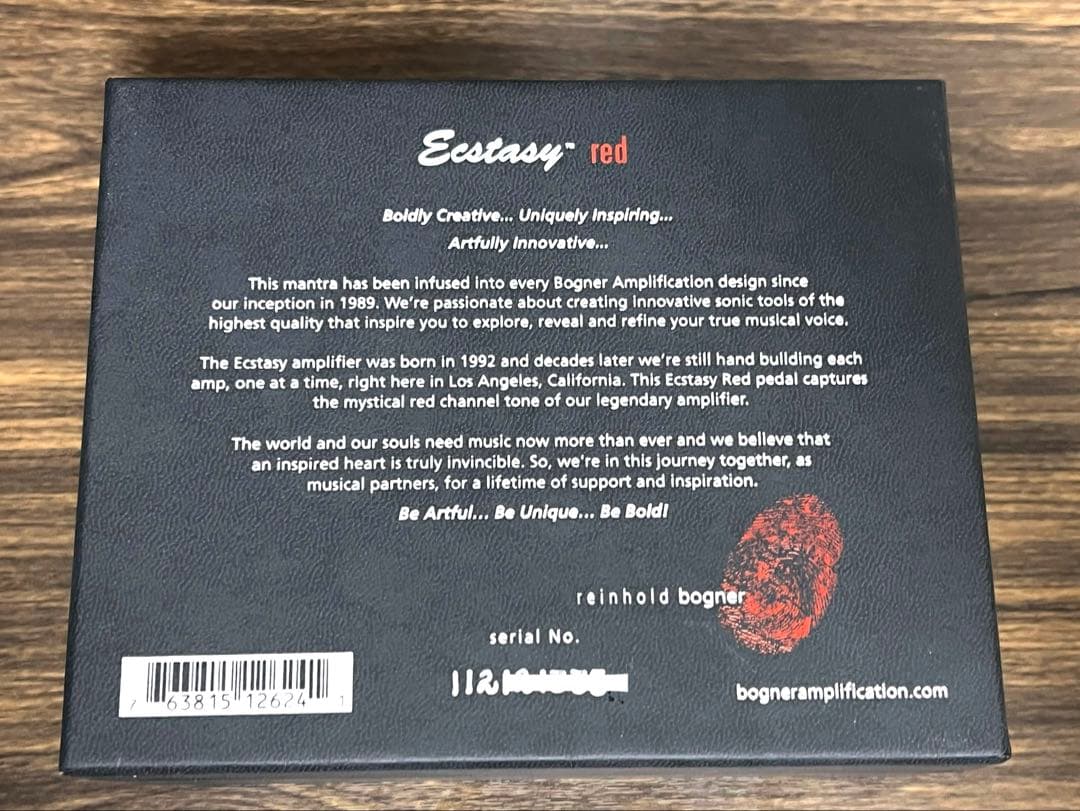 Ecstasy™ red
Boldly Creative... Uniquely Inspiring...
Artfully Innovative...
This mantra has been infused into every Bogner Amplification design since
our inception in 1989. We're passionate about creating innovative sonic tools of the
highest quality that inspire you to explore, reveal and refine your true musical voice.
The Ecstasy amplifier was born in 1992 and decades later we're still hand building each
amp, one at a time, right here in Los Angeles, California. This Ecstasy Red pedal captures
the mystical red channel tone of our legendary amplifier.
The world and our souls need music now more than ever and we believe that
an inspired heart is truly invincible. So, we're in this journey together, as
musical partners, for a lifetime of support and inspiration.
Be Artful... Be Unique... Be Bold!
reinhold bogner
serial No.
112
7 63815 12624 1
bogneramplification.com